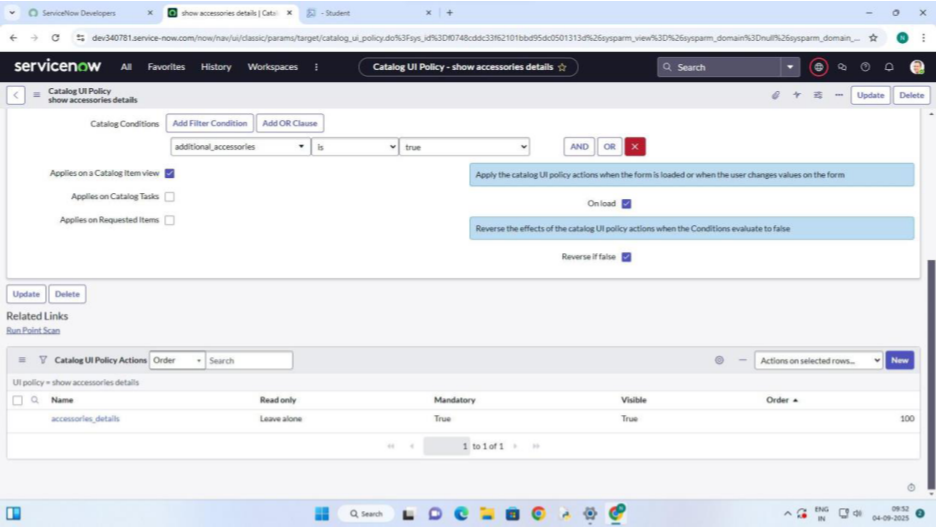 ServiceNow Developers
show accessories details | Catal
- Student
dev340781.service-now.com/now/nav/ui/classic/params/target/catalog_ui_policy.do%3Fsys_id%3Df0748cddc33f62101bbd95dc0501313d%26sysparm_view%3D%26sysparm_domain%3Dnull%26sysparm_domain_...
servicenow All Favorites History Workspaces Catalog UI Policy - show accessories details Search
Catalog UI Policy
show accessories details
Update Delete
Catalog Conditions Add Filter Condition Add OR Clause
additional_accessories is true AND OR
Applies on a Catalog Item view
Apply the catalog UI policy actions when the form is loaded or when the user changes values on the form
Applies on Catalog Tasks
On load
Applies on Requested Items
Reverse the effects of the catalog UI policy actions when the Conditions evaluate to false
Reverse if false
Update Delete
Related Links
Run Point Scan
Catalog UI Policy Actions Order Search Actions on selected rows... New
UI policy = show accessories details
Name Read only Mandatory Visible Order
accessories_details Leave alone True True 100
1 to 1 of 1
Search
ENG
IN
09:52
04-09-2025